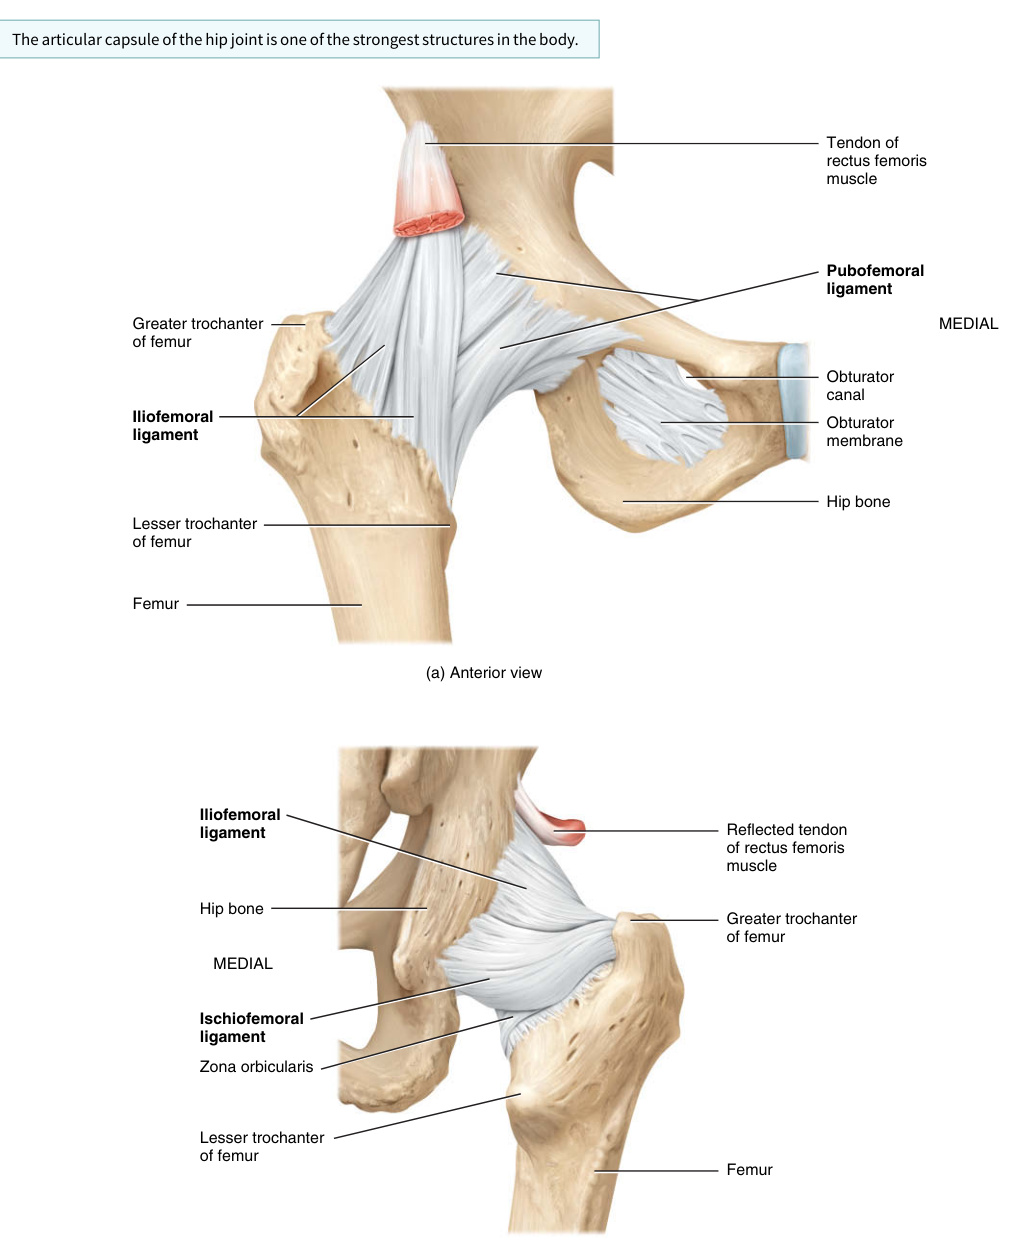 The articular capsule of the hip joint is one of the strongest structures in the body.
Tendon of
rectus femoris
muscle
Pubofemoral
ligament
MEDIAL
Greater trochanter
of femur
Obturator
canal
Iliofemoral
ligament
Obturator
membrane
Hip bone
Lesser trochanter
of femur
Femur
(a) Anterior view
Iliofemoral
ligament
Reflected tendon
of rectus femoris
muscle
Hip bone
Greater trochanter
of femur
MEDIAL
Ischiofemoral
ligament
Zona orbicularis
Lesser trochanter
of femur
Femur